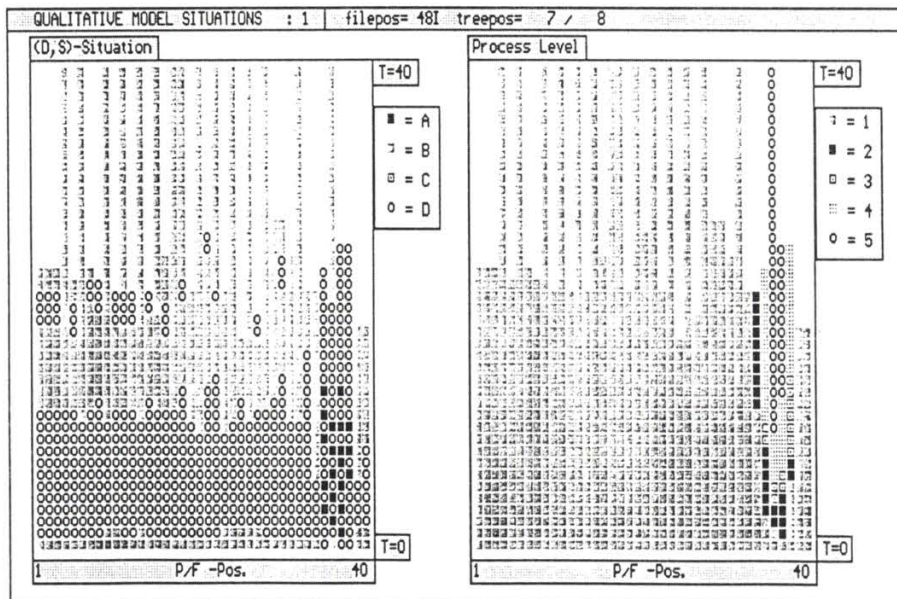 QUALITATIVE MODEL SITUATIONS : 1 filepos= 48I treepos= 7 / 8
(D,S)-Situation
T=40
= A
= B
= C
O = D
T=0
1 P/F -Pos. 40
Process Level
T=40
= 1
= 2
= 3
= 4
O = 5
T=0
1 P/F -Pos. 40